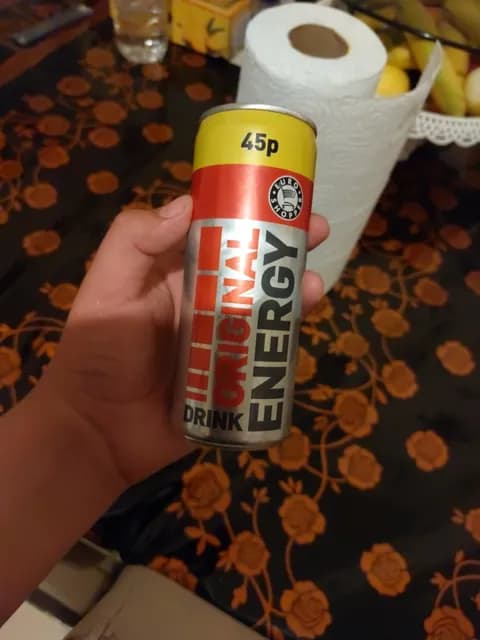 45p
EURO
SHOPPER
ORIGINAL
ENERGY
DRINK